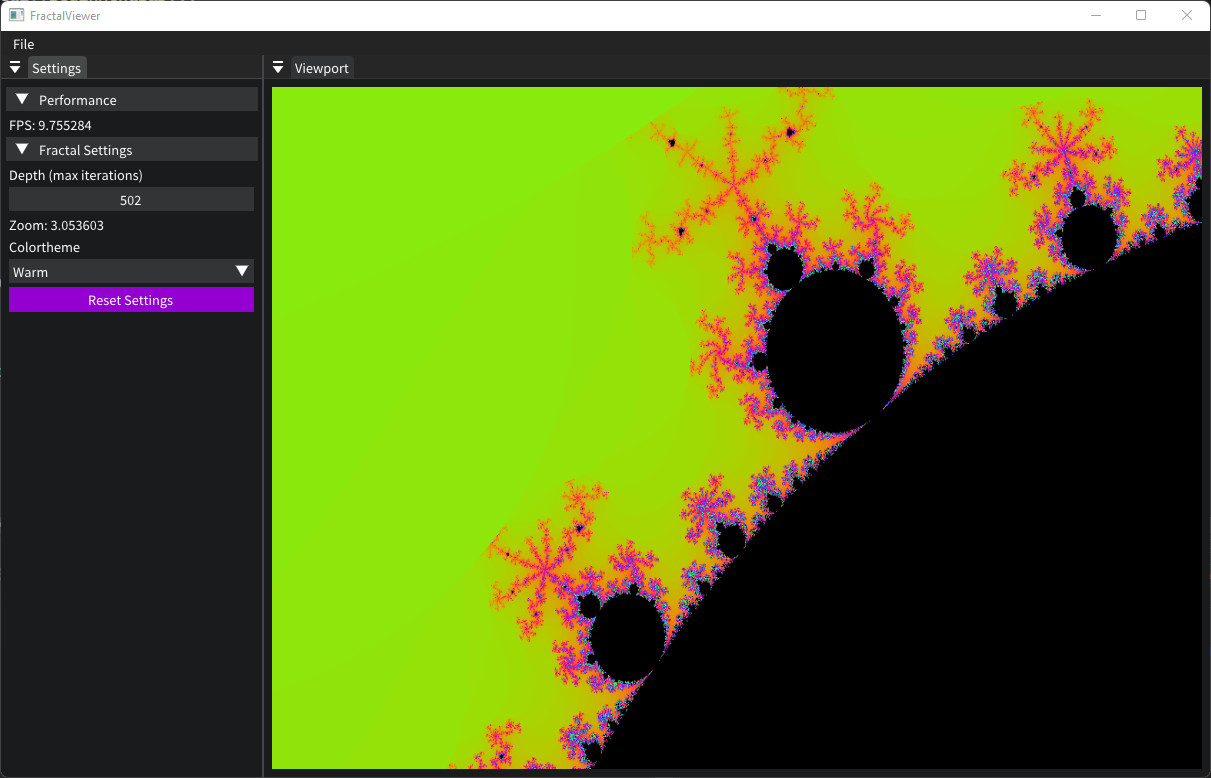 FractalViewer
File
Settings
Viewport
Performance
FPS: 9.755284
Fractal Settings
Depth (max iterations)
502
Zoom: 3.053603
Colortheme
Warm
Reset Settings